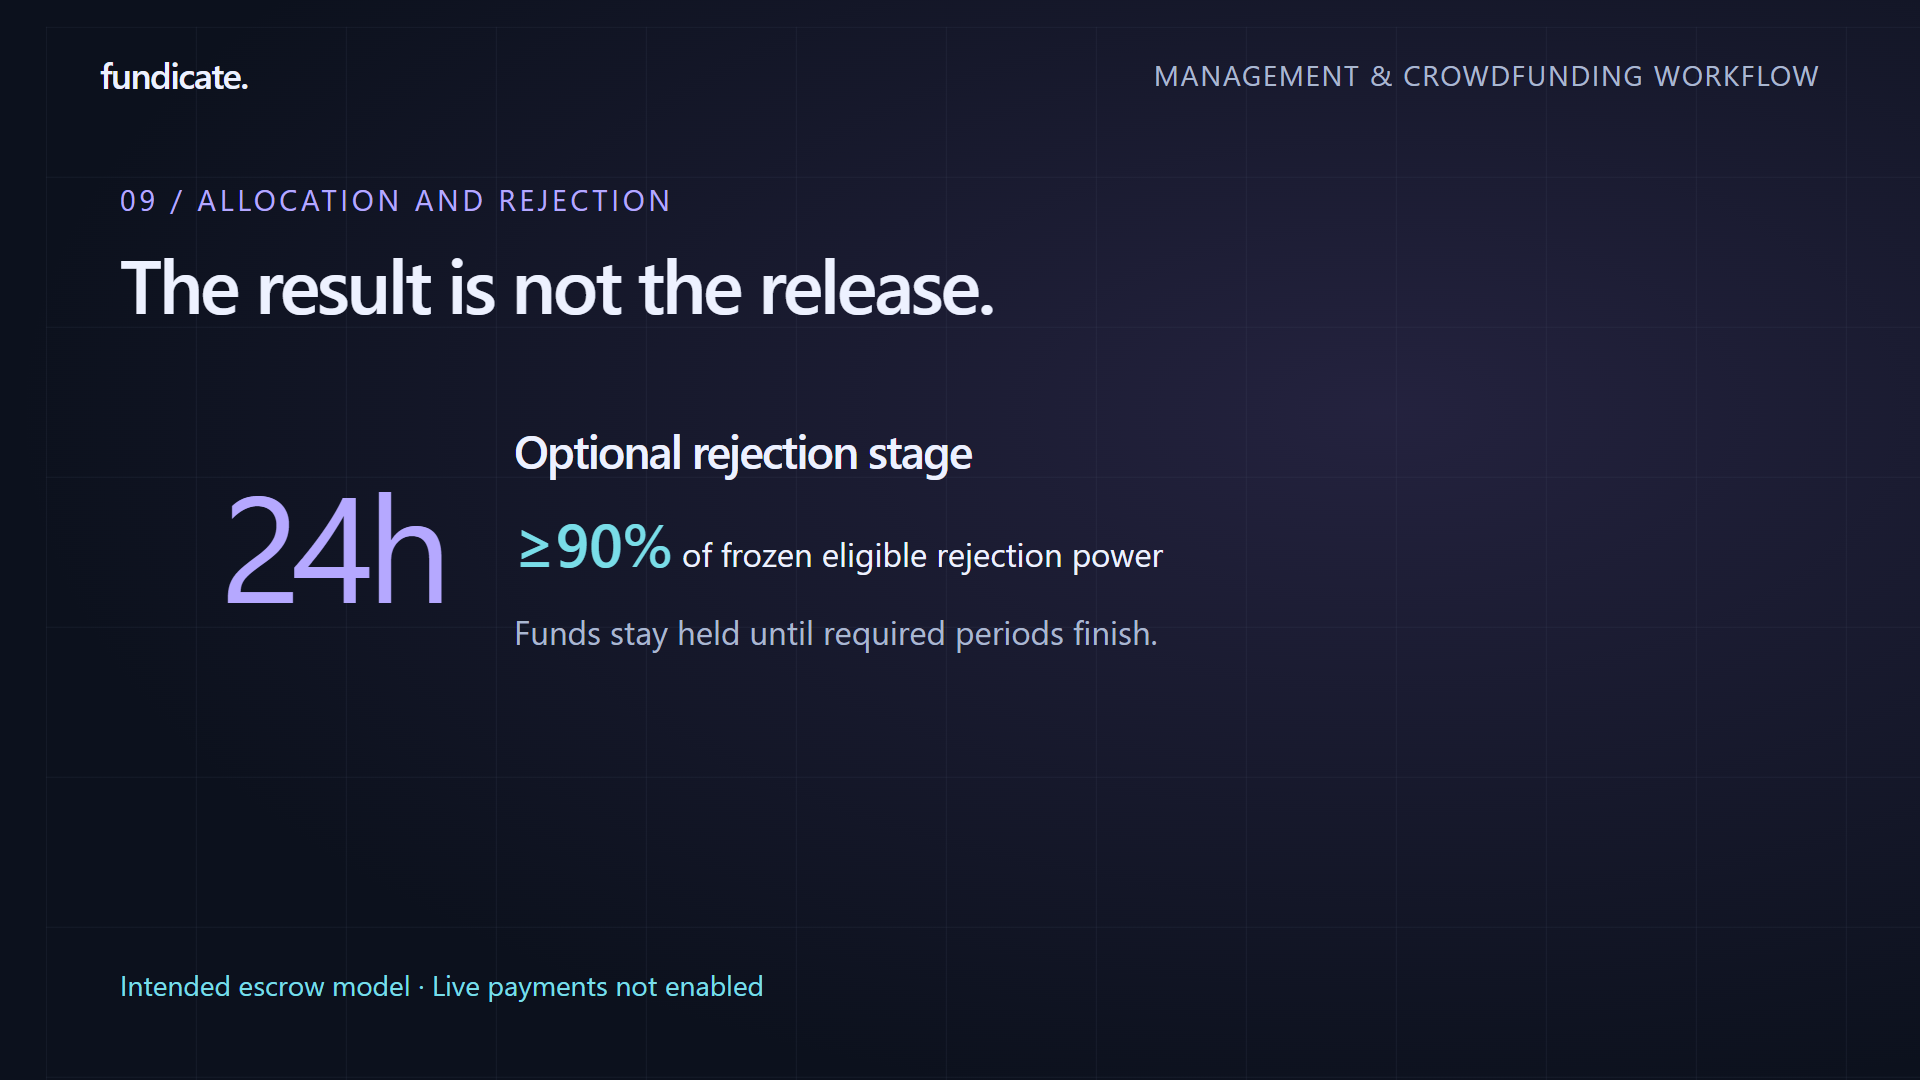 fundicate.
MANAGEMENT & CROWDFUNDING WORKFLOW
09 / ALLOCATION AND REJECTION
The result is not the release.
24h
Optional rejection stage
≥90% of frozen eligible rejection power
Funds stay held until required periods finish.
Intended escrow model · Live payments not enabled